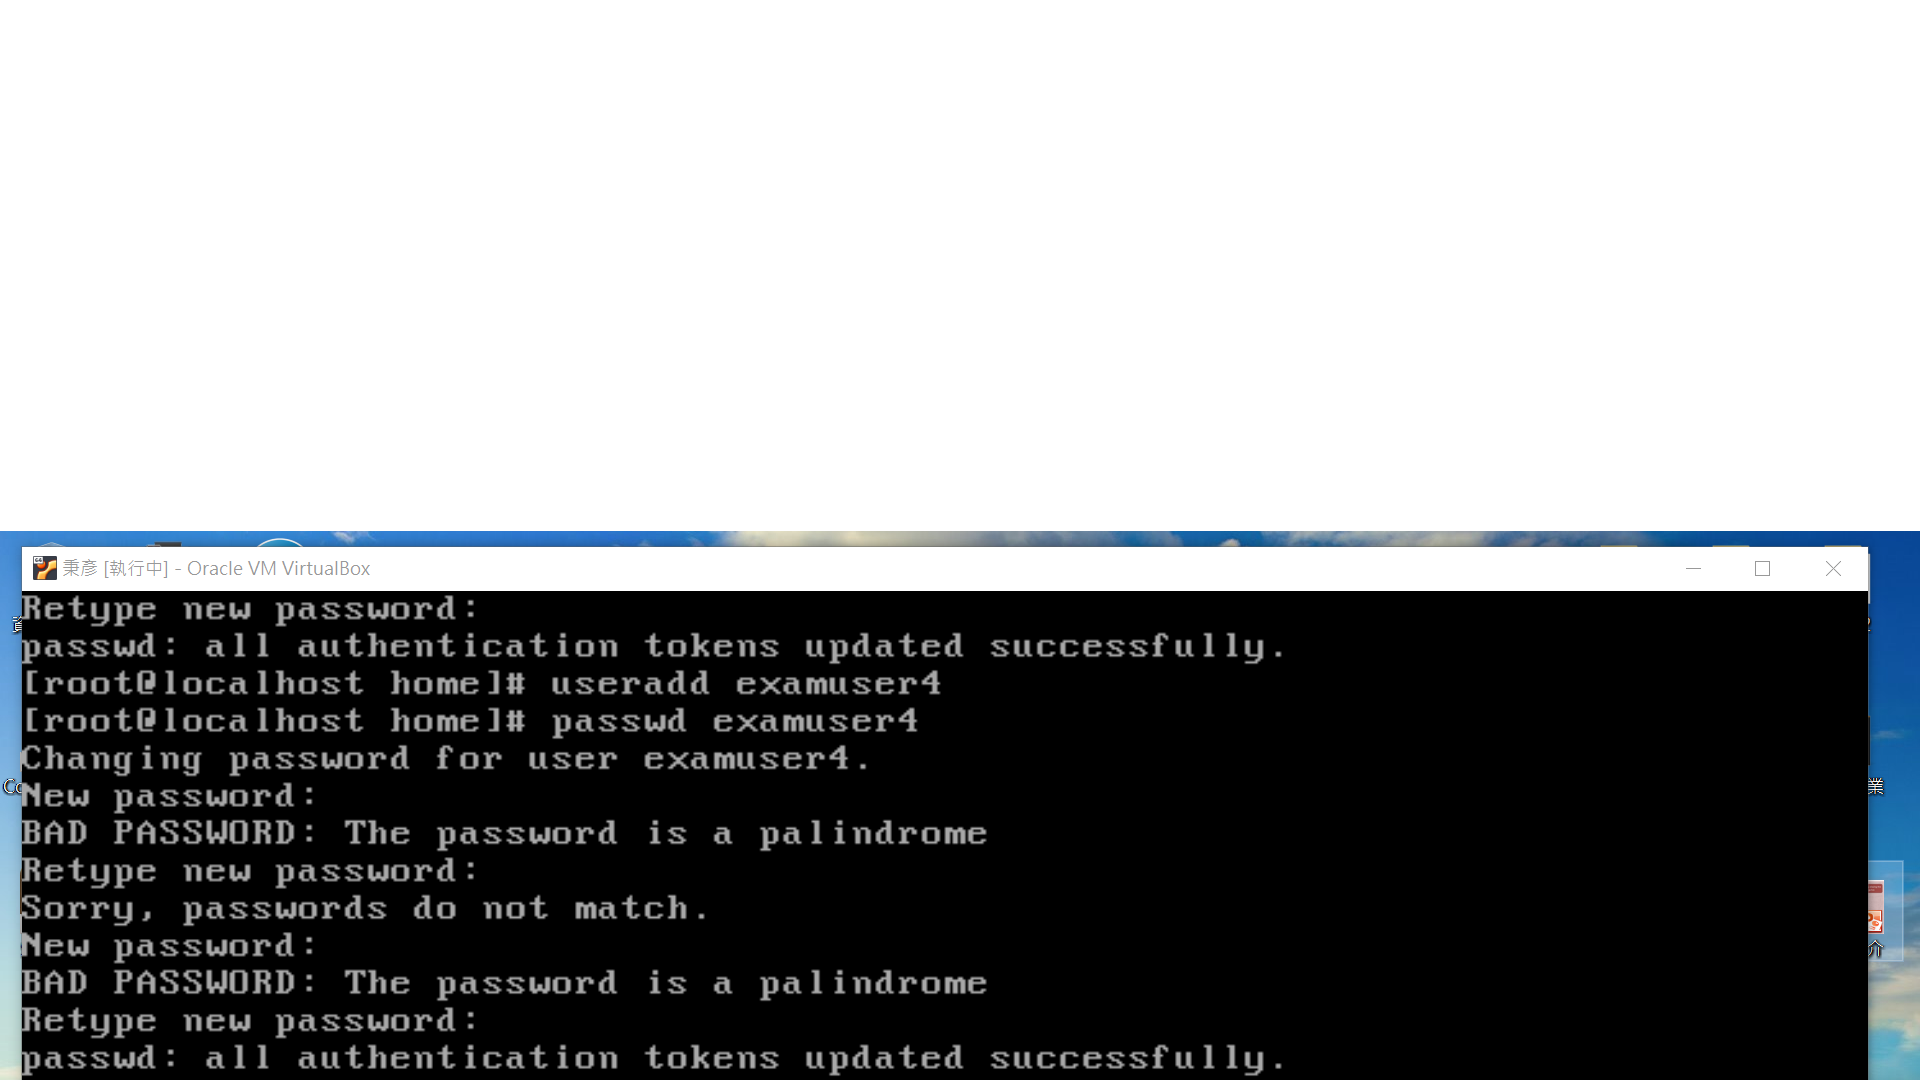 秉彥 [執行中] - Oracle VM VirtualBox
Retype new password:
passwd: all authentication tokens updated successfully.
[root@localhost home]# useradd examuser4
[root@localhost home]# passwd examuser4
Changing password for user examuser4.
New password:
BAD PASSWORD: The password is a palindrome
Retype new password:
Sorry, passwords do not match.
New password:
BAD PASSWORD: The password is a palindrome
Retype new password:
passwd: all authentication tokens updated successfully.
業
介